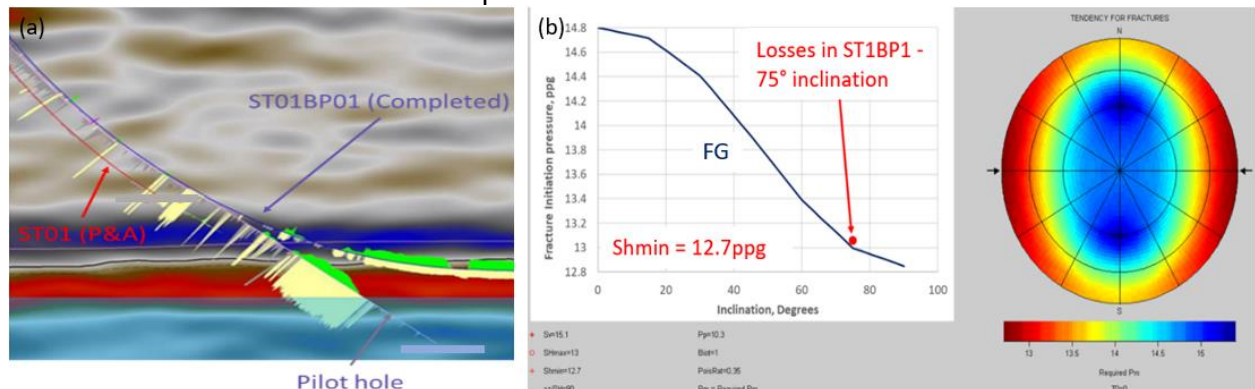 (a)
ST01BP01 (Completed)
ST01 (P&A)
Pilot hole
(b)
Fracture Initiation pressure, ppg
14.8
14.6
14.4
14.2
14
13.8
13.6
13.4
13.2
13
12.8
0
20
40
60
80
100
Inclination, Degrees
FG
Losses in ST1BP1 -
75° inclination
Shmin = 12.7ppg
Sv=15.1
SHmax=13
Shmin=12.7
Pp=10.3
Biot=1
PoisRat=0.35
TENDENCY FOR FRACTURES
N
S
13
13.5
14
14.5
15
Required Pm